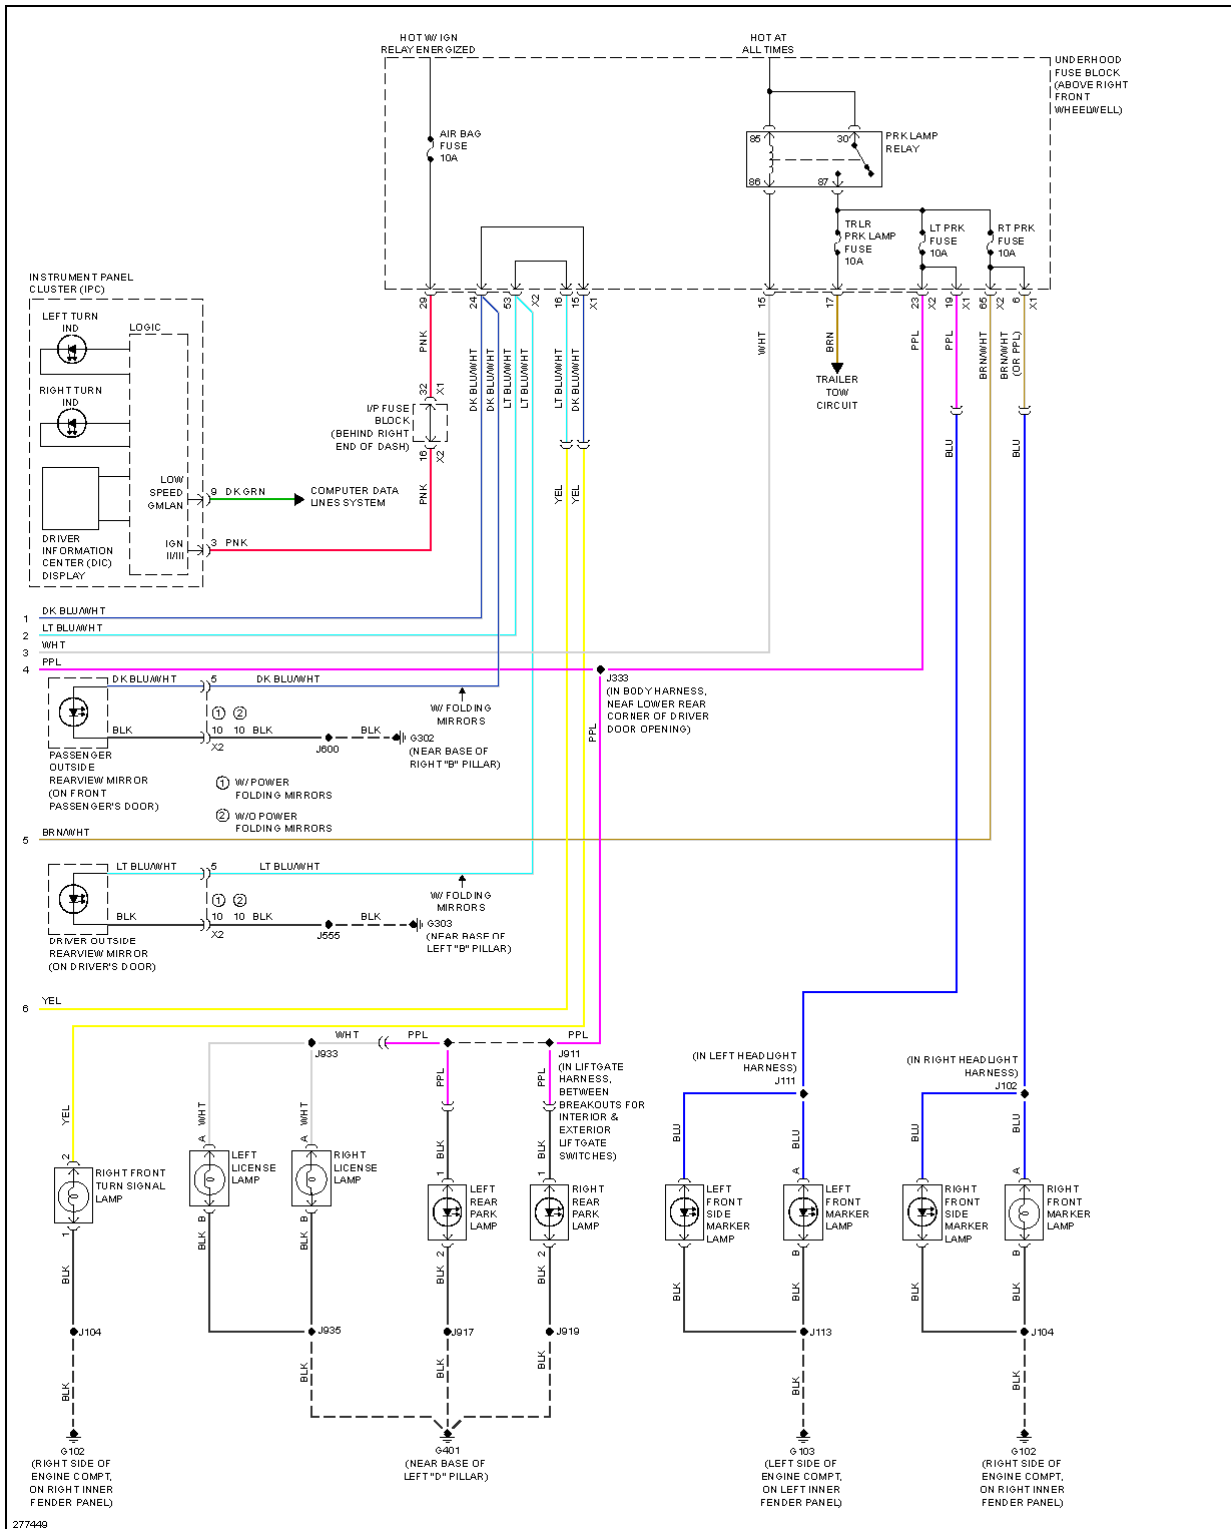 HOT W/ IGN
RELAY ENERGIZED
HOT AT
ALL TIMES
UNDERHOOD
FUSE BLOCK
(ABOVE RIGHT
FRONT
WHEELWELL)
AIR BAG
FUSE
10A
85
30
PRK LAMP
RELAY
86
87
TRLR
PRK LAMP
FUSE
10A
LT PRK
FUSE
10A
RT PRK
FUSE
10A
29
24
53
X2
16
15
X1
15
17
23
X2
19
X1
65
X2
6
X1
INSTRUMENT PANEL
CLUSTER (IPC)
LEFT TURN
IND
LOGIC
RIGHT TURN
IND
LOW
SPEED
GMLAN
IGN
II/III
DRIVER
INFORMATION
CENTER (DIC)
DISPLAY
9 DK GRN
COMPUTER DATA
LINES SYSTEM
3 PNK
PNK
32
X1
I/P FUSE
BLOCK
(BEHIND RIGHT
END OF DASH)
16
X2
PNK
DK BLU/WHT
DK BLU/WHT
LT BLU/WHT
LT BLU/WHT
LT BLU/WHT
DK BLU/WHT
YEL
YEL
WHT
BRN
TRAILER
TOW
CIRCUIT
PPL
PPL
BRN/WHT
BRN/WHT
(OR PPL)
BLU
BLU
1
DK BLU/WHT
2
LT BLU/WHT
3
WHT
4
PPL
DK BLU/WHT
5
DK BLU/WHT
W/ FOLDING
MIRRORS
1 2
BLK
10 10 BLK
X2
J600
BLK
G302
(NEAR BASE OF
RIGHT "B" PILLAR)
PASSENGER
OUTSIDE
REARVIEW MIRROR
(ON FRONT
PASSENGER'S DOOR)
1 W/ POWER
FOLDING MIRRORS
2 W/O POWER
FOLDING MIRRORS
J333
(IN BODY HARNESS,
NEAF LOWER REAR
CORNER OF DRIVER
DOOR OPENING)
PPL
5
BRN/WHT
LT BLU/WHT
5
LT BLU/WHT
W/ FOLDING
MIRRORS
1 2
BLK
10 10 BLK
X2
J555
BLK
G303
(NEAR BASE OF
LEFT "B" PILLAR)
DRIVER OUTSIDE
REARVIEW MIRROR
(ON DRIVER'S DOOR)
6
YEL
WHT
PPL
PPL
J933
J911
(IN LIFTGATE
HARNESS,
BETWEEN
BREAKOUTS FOR
INTERIOR &
EXTERIOR
LIFTGATE
SWITCHES)
(IN LEFT HEADLIGHT
HARNESS)
J111
(IN RIGHT HEADLIGHT
HARNESS)
J102
YEL
WHT
WHT
PPL
PPL
BLK
BLK
BLU
BLU
BLU
BLU
2
A
A
1
1
A
A
RIGHT FRONT
TURN SIGNAL
LAMP
LEFT
LICENSE
LAMP
RIGHT
LICENSE
LAMP
LEFT
REAR
PARK
LAMP
RIGHT
REAR
PARK
LAMP
LEFT
FRONT
SIDE
MARKER
LAMP
LEFT
FRONT
MARKER
LAMP
RIGHT
FRONT
SIDE
MARKER
LAMP
RIGHT
FRONT
MARKER
LAMP
1
B
B
2
2
B
B
BLK
BLK
BLK
BLK
BLK
BLK
BLK
BLK
BLK
J104
J935
J917
J919
J113
J104
BLK
BLK
BLK
BLK
BLK
BLK
G102
(RIGHT SIDE OF
ENGINE COMPT,
ON RIGHT INNER
FENDER PANEL)
G401
(NEAR BASE OF
LEFT "D" PILLAR)
G103
(LEFT SIDE OF
ENGINE COMPT,
ON LEFT INNER
FENDER PANEL)
G102
(RIGHT SIDE OF
ENGINE COMPT,
ON RIGHT INNER
FENDER PANEL)
277449